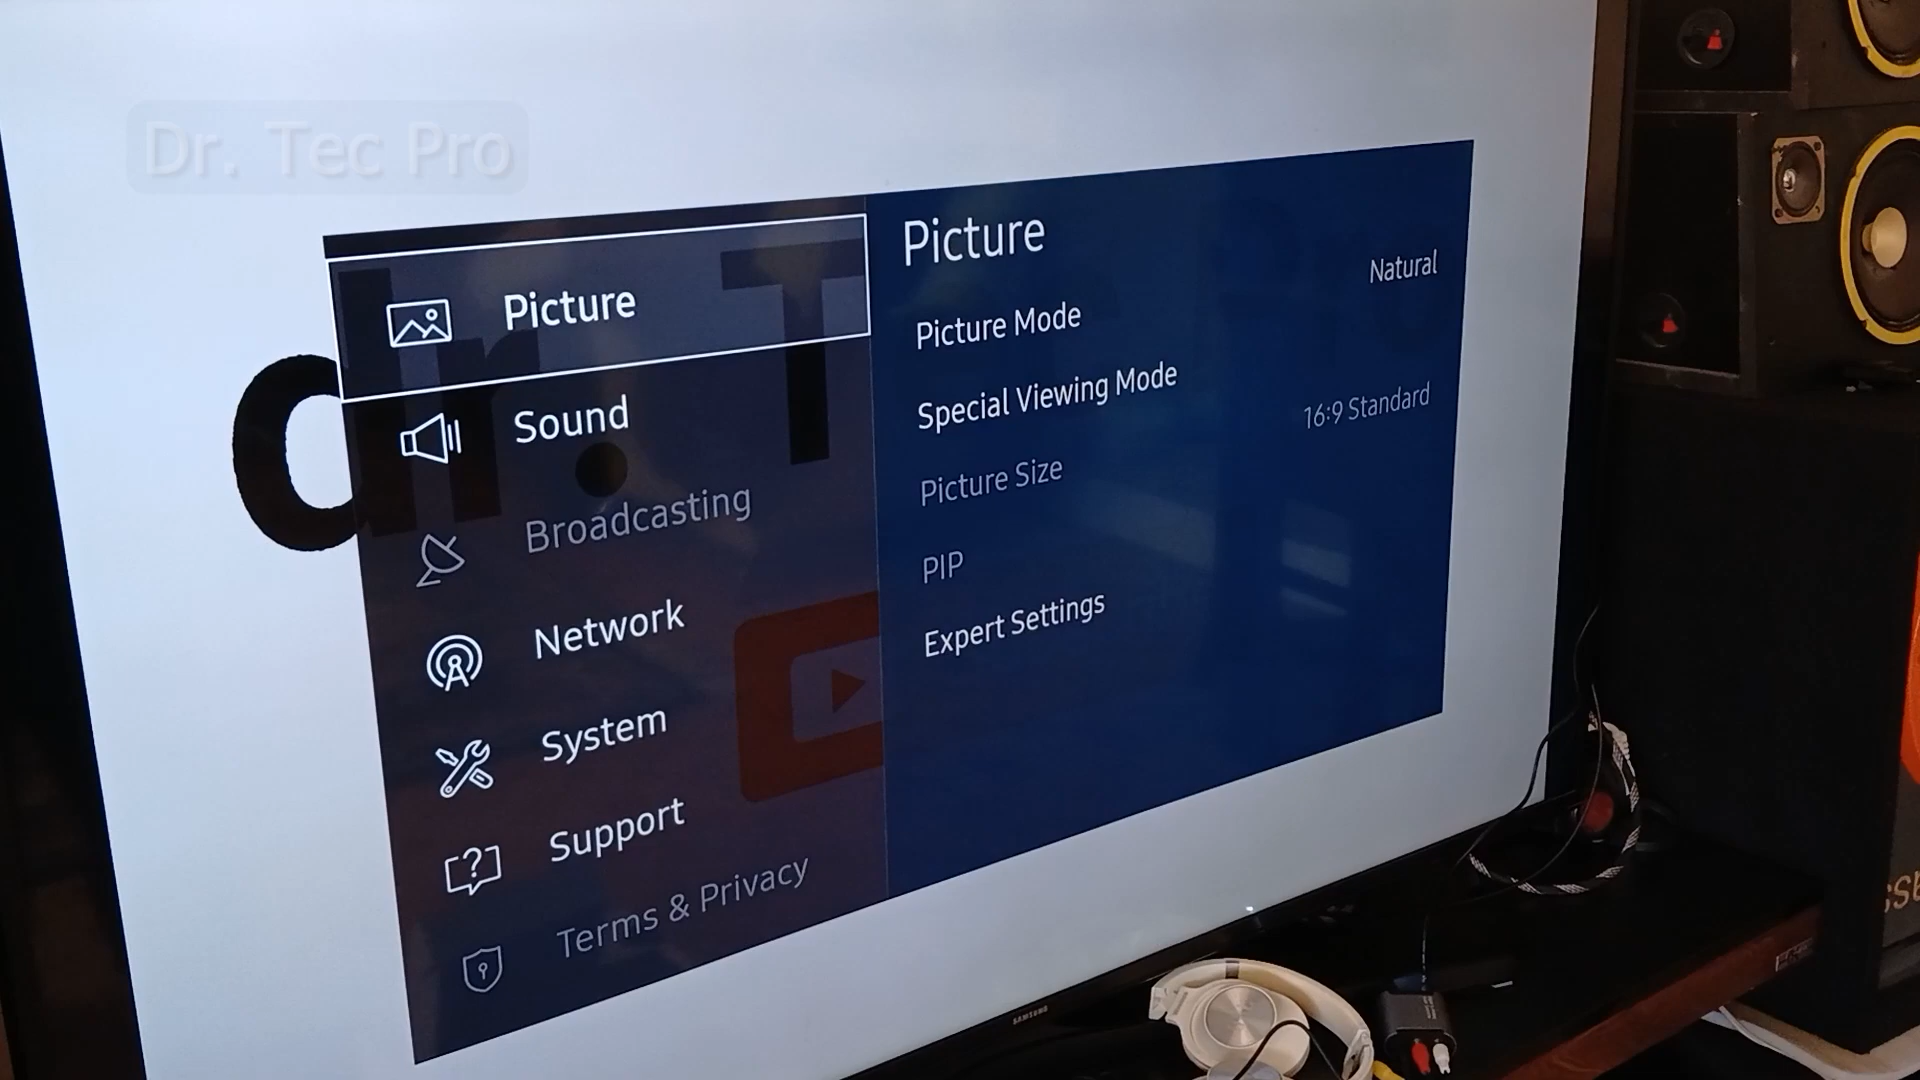 Dr. Tec Pro
dr. T
Picture
Sound
Broadcasting
Network
System
Support
Terms & Privacy
Picture
Picture Mode
Natural
Special Viewing Mode
Picture Size
16:9 Standard
PIP
Expert Settings
SAMSUNG